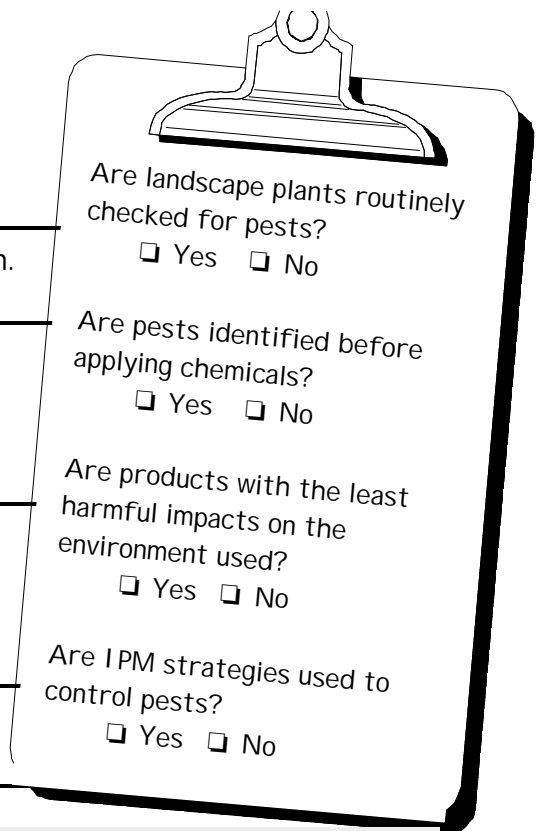 Are landscape plants routinely
checked for pests?
❏ Yes ❏ No
n.
Are pests identified before
applying chemicals?
❏ Yes ❏ No
Are products with the least
harmful impacts on the
environment used?
❏ Yes ❏ No
Are IPM strategies used to
control pests?
❏ Yes ❏ No